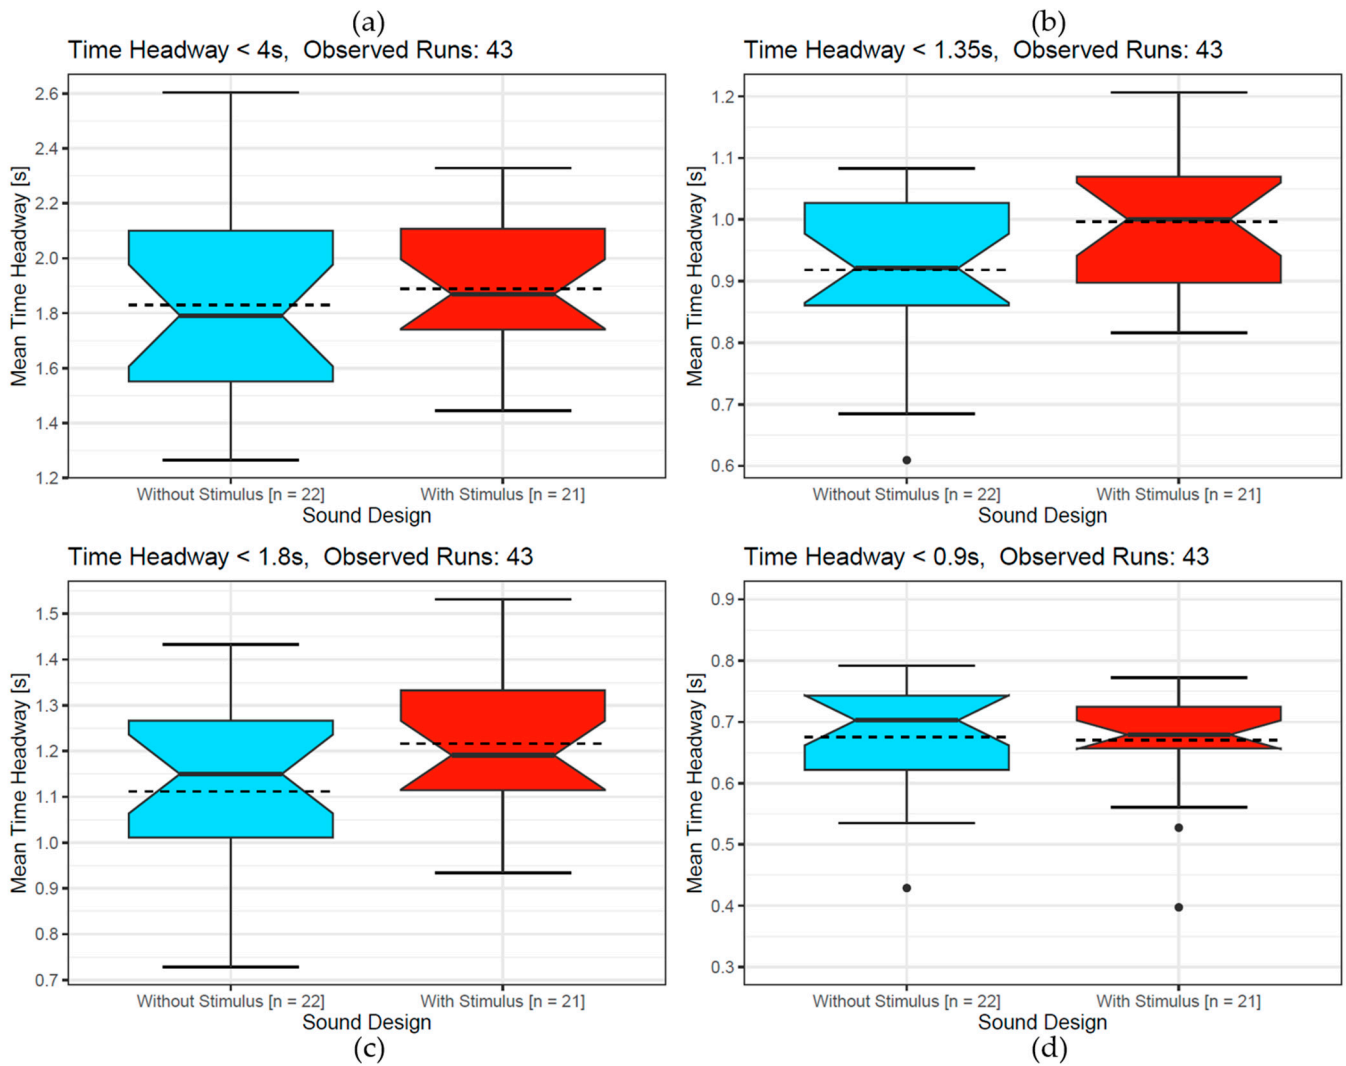 (a)
Time Headway < 4s,  Observed Runs: 43
Mean Time Headway [s]
2.6
2.4
2.2
2.0
1.8
1.6
1.4
1.2
Without Stimulus [n = 22]
With Stimulus [n = 21]
Sound Design
(b)
Time Headway < 1.35s,  Observed Runs: 43
Mean Time Headway [s]
1.2
1.1
1.0
0.9
0.8
0.7
0.6
Without Stimulus [n = 22]
With Stimulus [n = 21]
Sound Design
Time Headway < 1.8s,  Observed Runs: 43
Mean Time Headway [s]
1.5
1.4
1.3
1.2
1.1
1.0
0.9
0.8
0.7
Without Stimulus [n = 22]
With Stimulus [n = 21]
Sound Design
(c)
Time Headway < 0.9s,  Observed Runs: 43
Mean Time Headway [s]
0.9
0.8
0.7
0.6
0.5
0.4
0.3
Without Stimulus [n = 22]
With Stimulus [n = 21]
Sound Design
(d)